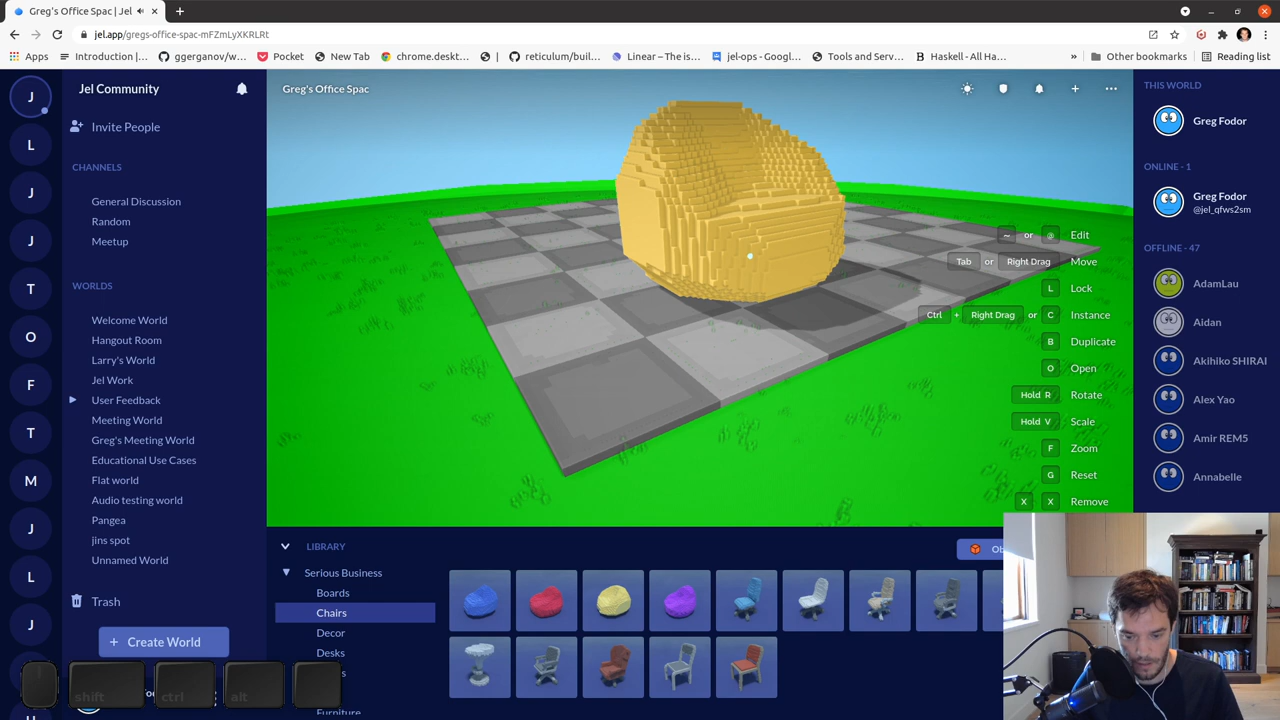 Greg's Office Spac | Jel
jel.app/gregs-office-spac-mFZmLyXKRLRt
Apps
Introduction |…
ggerganov/w…
Pocket
New Tab
chrome.deskt…
|
reticulum/buil…
Linear – The is…
jel-ops - Googl…
Tools and Serv…
Haskell - All Ha…
»
Other bookmarks
Reading list
J
L
J
J
T
O
F
T
M
J
L
J
Jel Community
Invite People
CHANNELS
General Discussion
Random
Meetup
WORLDS
Welcome World
Hangout Room
Larry's World
Jel Work
User Feedback
Meeting World
Greg's Meeting World
Educational Use Cases
Flat world
Audio testing world
Pangea
jins spot
Unnamed World
Trash
+ Create World
shift
ctrl
alt
Greg's Office Spac
~ or @ Edit
Tab or Right Drag Move
L Lock
Ctrl + Right Drag or C Instance
B Duplicate
O Open
Hold R Rotate
Hold V Scale
F Zoom
G Reset
X X Remove
LIBRARY
Serious Business
Boards
Chairs
Decor
Desks
Furniture
THIS WORLD
Greg Fodor
ONLINE - 1
Greg Fodor
@jel_qfws2sm
OFFLINE - 47
AdamLau
Aidan
Akihiko SHIRAI
Alex Yao
Amir REM5
Annabelle